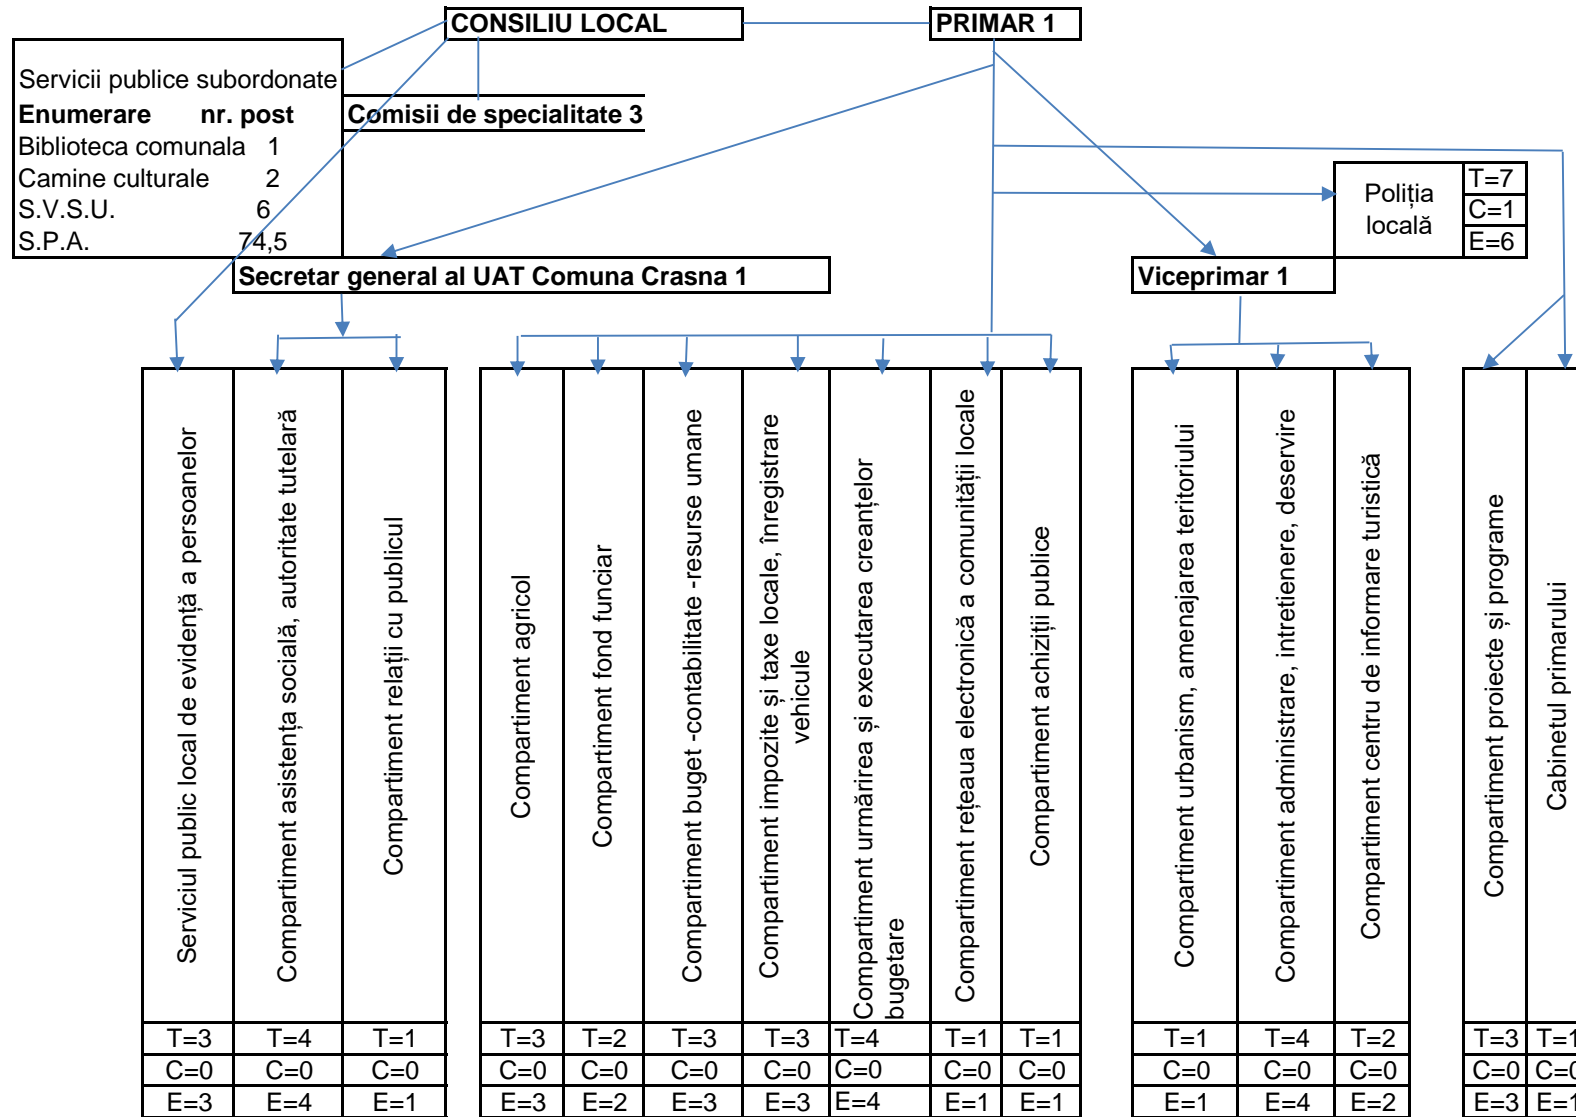 CONSILIU LOCAL
PRIMAR 1
Servicii publice subordonate
Enumerare nr. post
Biblioteca comunala 1
Camine culturale 2
S.V.S.U. 6
S.P.A. 74,5
Comisii de specialitate 3
Poliția
locală
T=7
C=1
E=6
Secretar general al UAT Comuna Crasna 1
Viceprimar 1
Serviciul public local de evidență a persoanelor
Compartiment asistența socială, autoritate tutelară
Compartiment relații cu publicul
Compartiment agricol
Compartiment fond funciar
Compartiment buget -contabilitate -resurse umane
Compartiment impozite și taxe locale, înregistrare
vehicule
Compartiment urmărirea și executarea creanțelor
bugetare
Compartiment rețeaua electronică a comunității locale
Compartiment achiziții publice
Compartiment urbanism, amenajarea teritoriului
Compartiment administrare, intretienere, deservire
Compartiment centru de informare turistică
Compartiment proiecte și programe
Cabinetul primarului
T=3 T=4 T=1 T=3 T=2 T=3 T=3 T=4 T=1 T=1 T=1 T=4 T=2 T=3 T=1
C=0 C=0 C=0 C=0 C=0 C=0 C=0 C=0 C=0 C=0 C=0 C=0 C=0 C=0 C=0
E=3 E=4 E=1 E=3 E=2 E=3 E=3 E=4 E=1 E=1 E=1 E=4 E=2 E=3 E=1